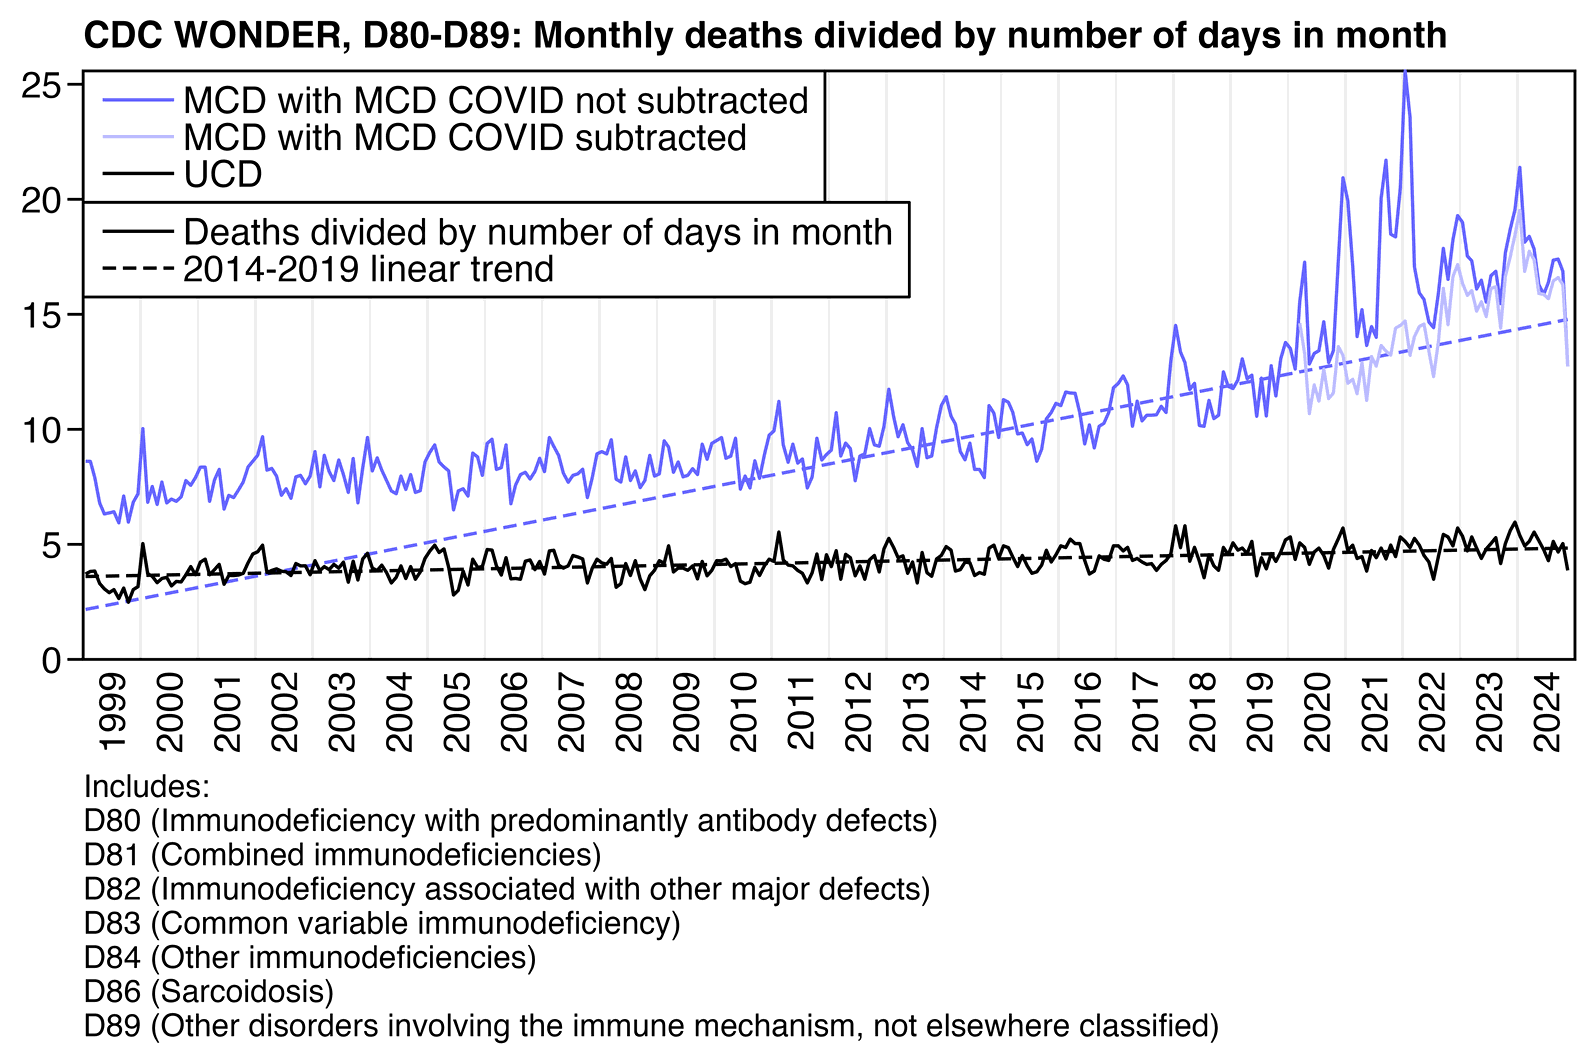 CDC WONDER, D80-D89: Monthly deaths divided by number of days in month
MCD with MCD COVID not subtracted
MCD with MCD COVID subtracted
UCD
Deaths divided by number of days in month
2014-2019 linear trend
25
20
15
10
5
0
1999 2000 2001 2002 2003 2004 2005 2006 2007 2008 2009 2010 2011 2012 2013 2014 2015 2016 2017 2018 2019 2020 2021 2022 2023 2024
Includes:
D80 (Immunodeficiency with predominantly antibody defects)
D81 (Combined immunodeficiencies)
D82 (Immunodeficiency associated with other major defects)
D83 (Common variable immunodeficiency)
D84 (Other immunodeficiencies)
D86 (Sarcoidosis)
D89 (Other disorders involving the immune mechanism, not elsewhere classified)